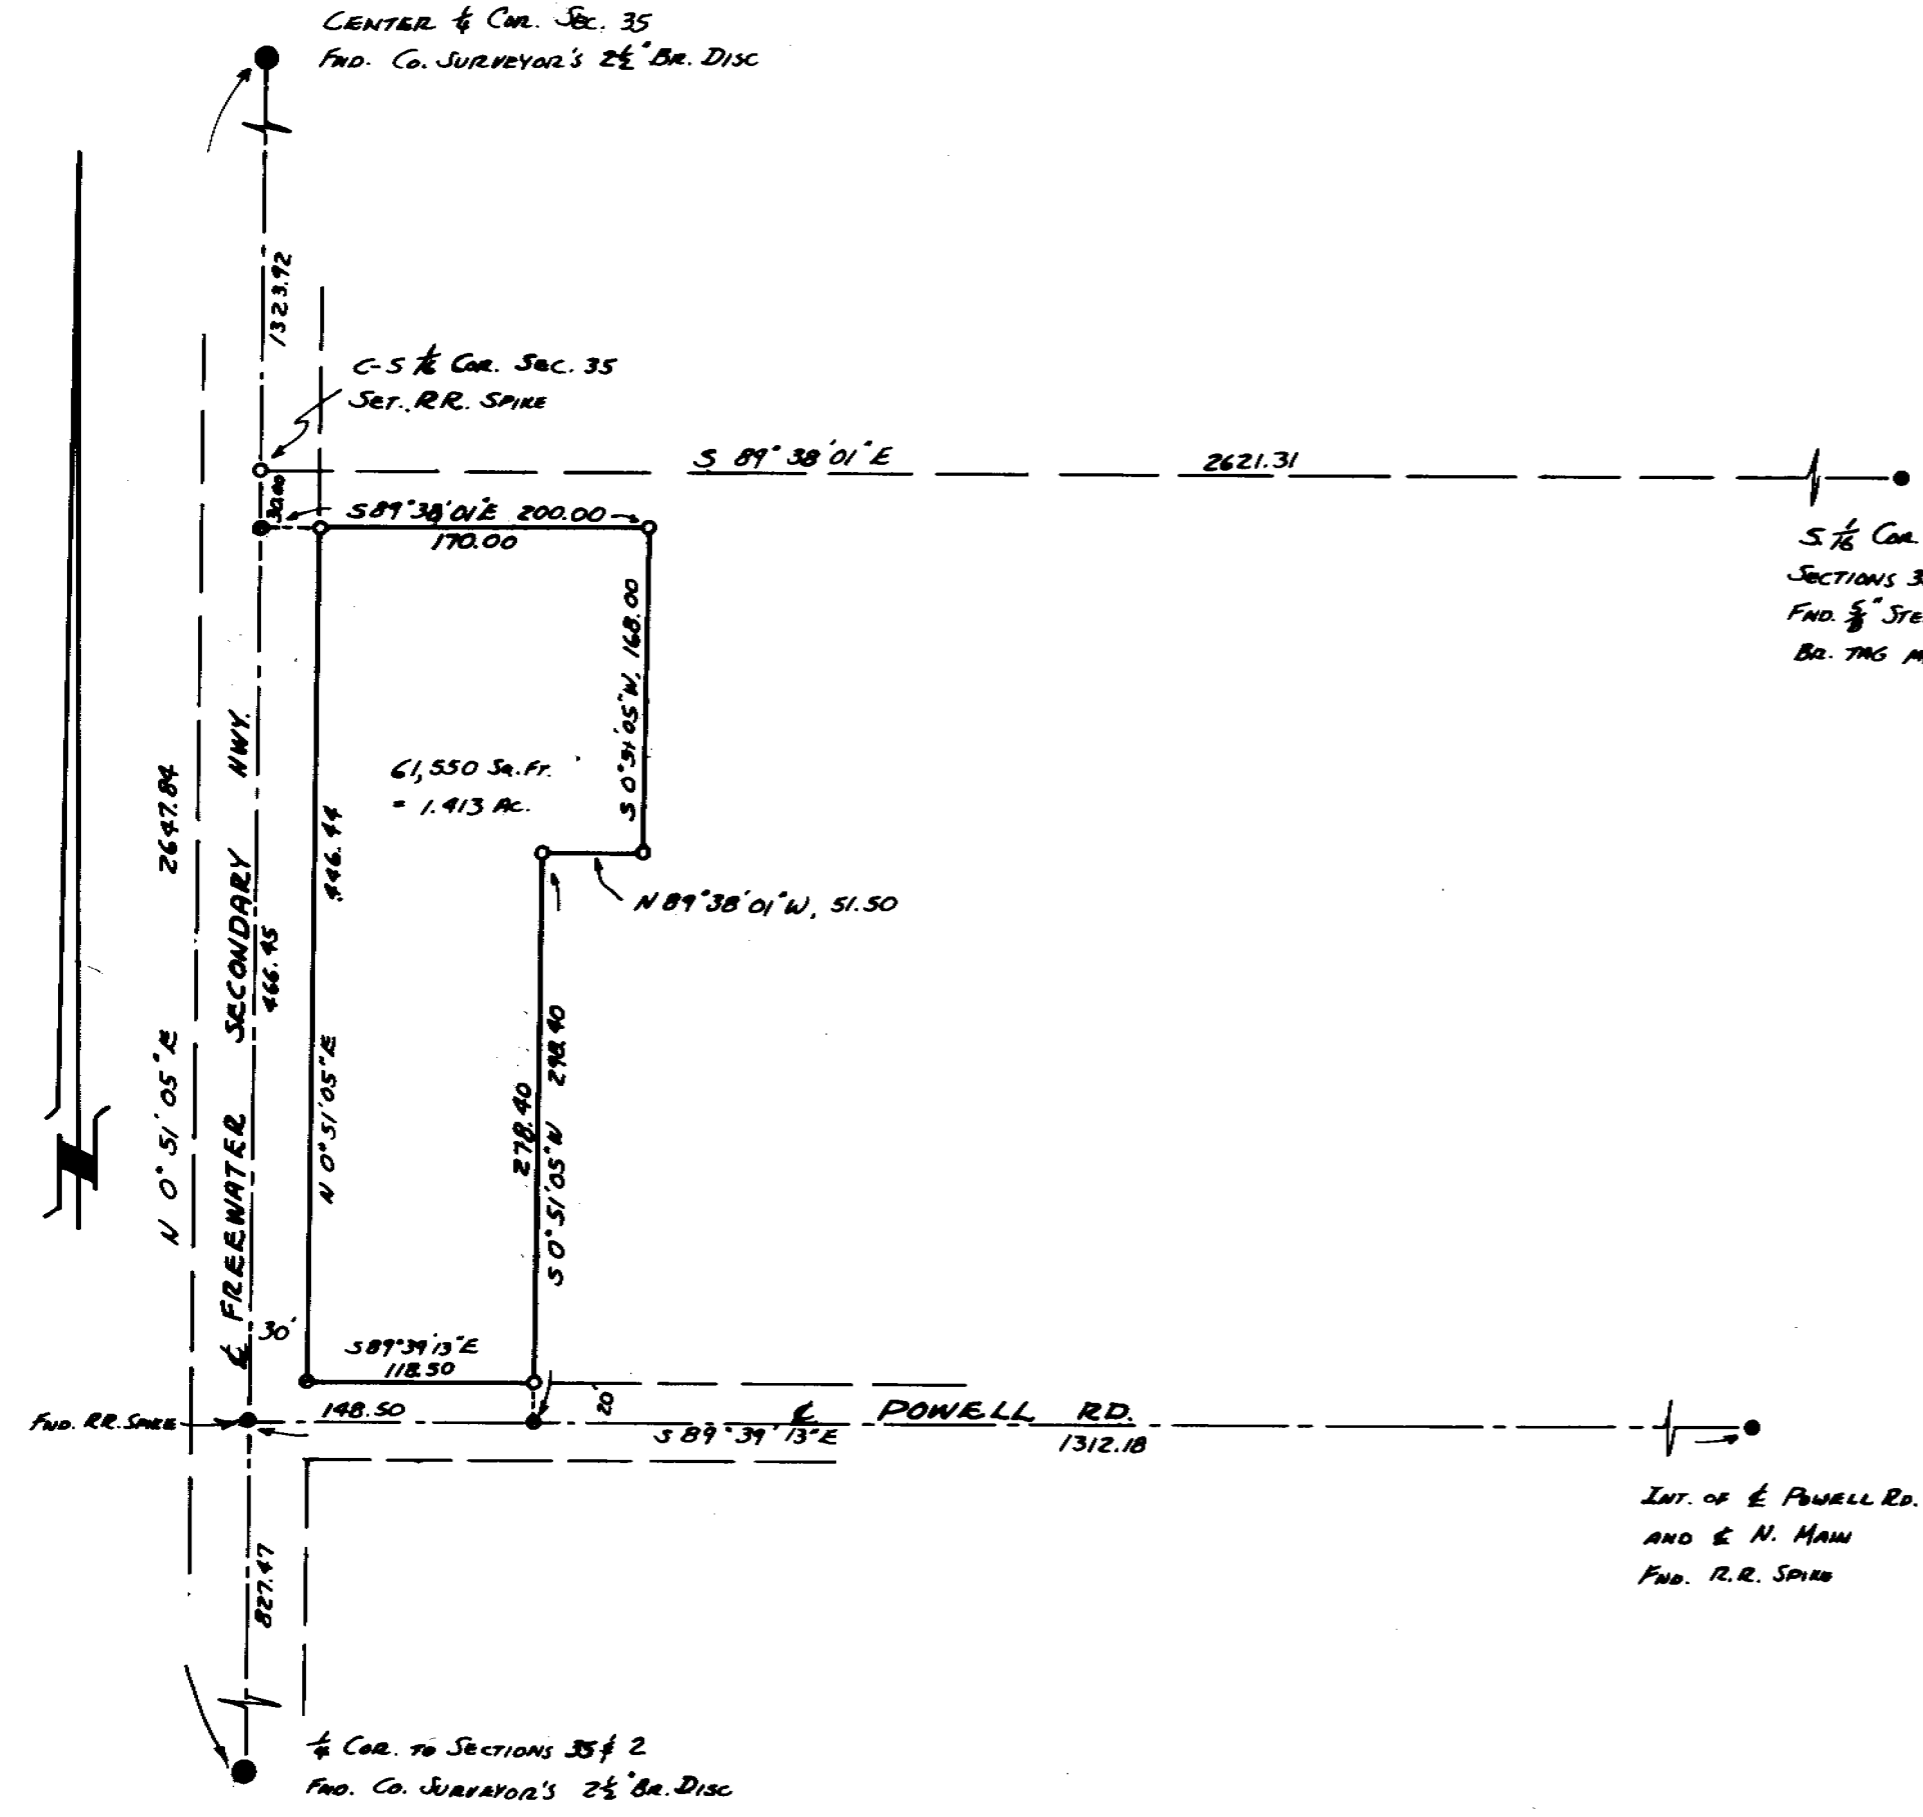 CENTER ¼ COR. SEC. 35
FND. CO. SURVEYOR'S 2½" BR. DISC
1323.92
C-S 1/16 COR. SEC. 35
SET. RR. SPIKE
S 89° 38' 01" E 2621.31
30.00
S 89° 38' 01" E 200.00
170.00
S 1/16 COR.
SECTIONS
FND. 5/8" STE
BR. TAG
S 0° 51' 05" W, 168.00
61,550 SQ. FT.
= 1.413 AC.
N 89° 38' 01" W, 51.50
N 0° 51' 05" E 2647.84
℄ FREEWATER SECONDARY HWY.
466.45
N 0° 51' 05" E 446.44
278.40
S 0° 51' 05" W 298.40
N
30'
S 89° 39' 13" E
118.50
FND. RR. SPIKE
148.50
20'
℄ POWELL RD.
S 89° 39' 13" E 1312.18
INT. OF ℄ POWELL RD.
AND ℄ N. MAIN
FND. R.R. SPIKE
827.47
¼ COR. TO SECTIONS 35 & 2
FND. CO. SURVEYOR'S 2½" BR. DISC